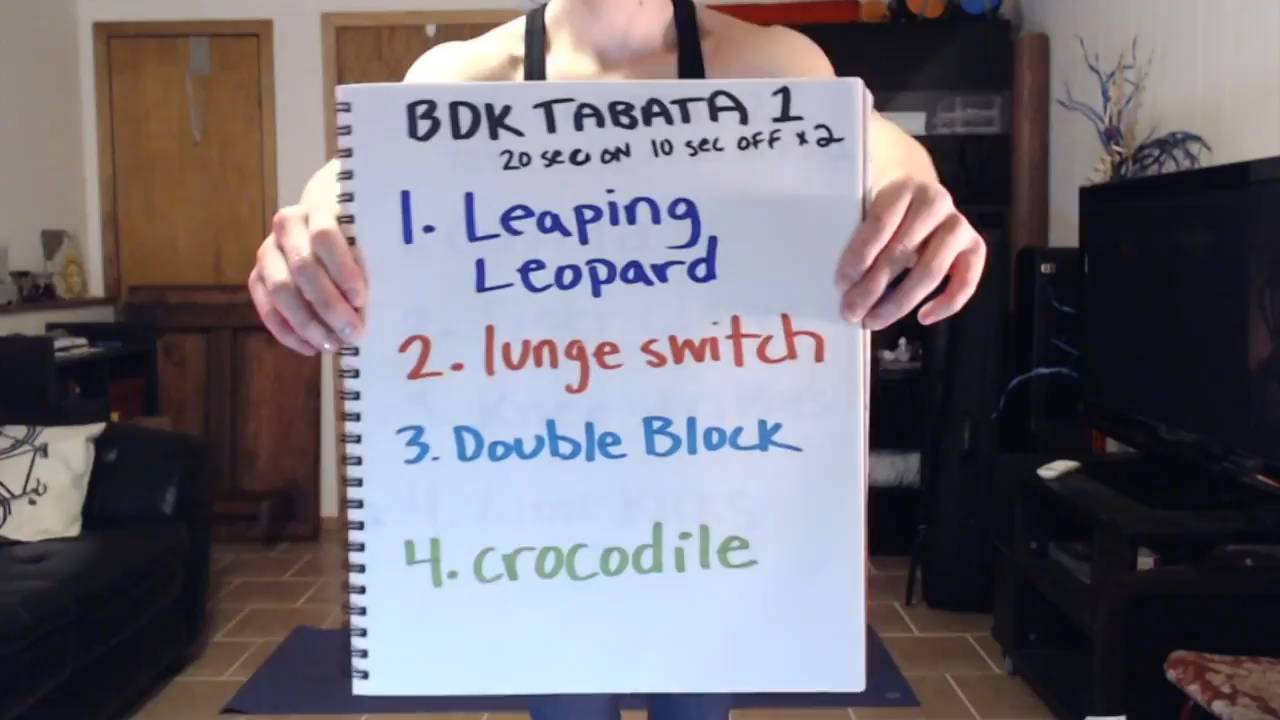 BDK TABATA 1
20 sec ON 10 sec OFF x2
1. Leaping
Leopard
2. lunge switch
3. Double Block
4. crocodile